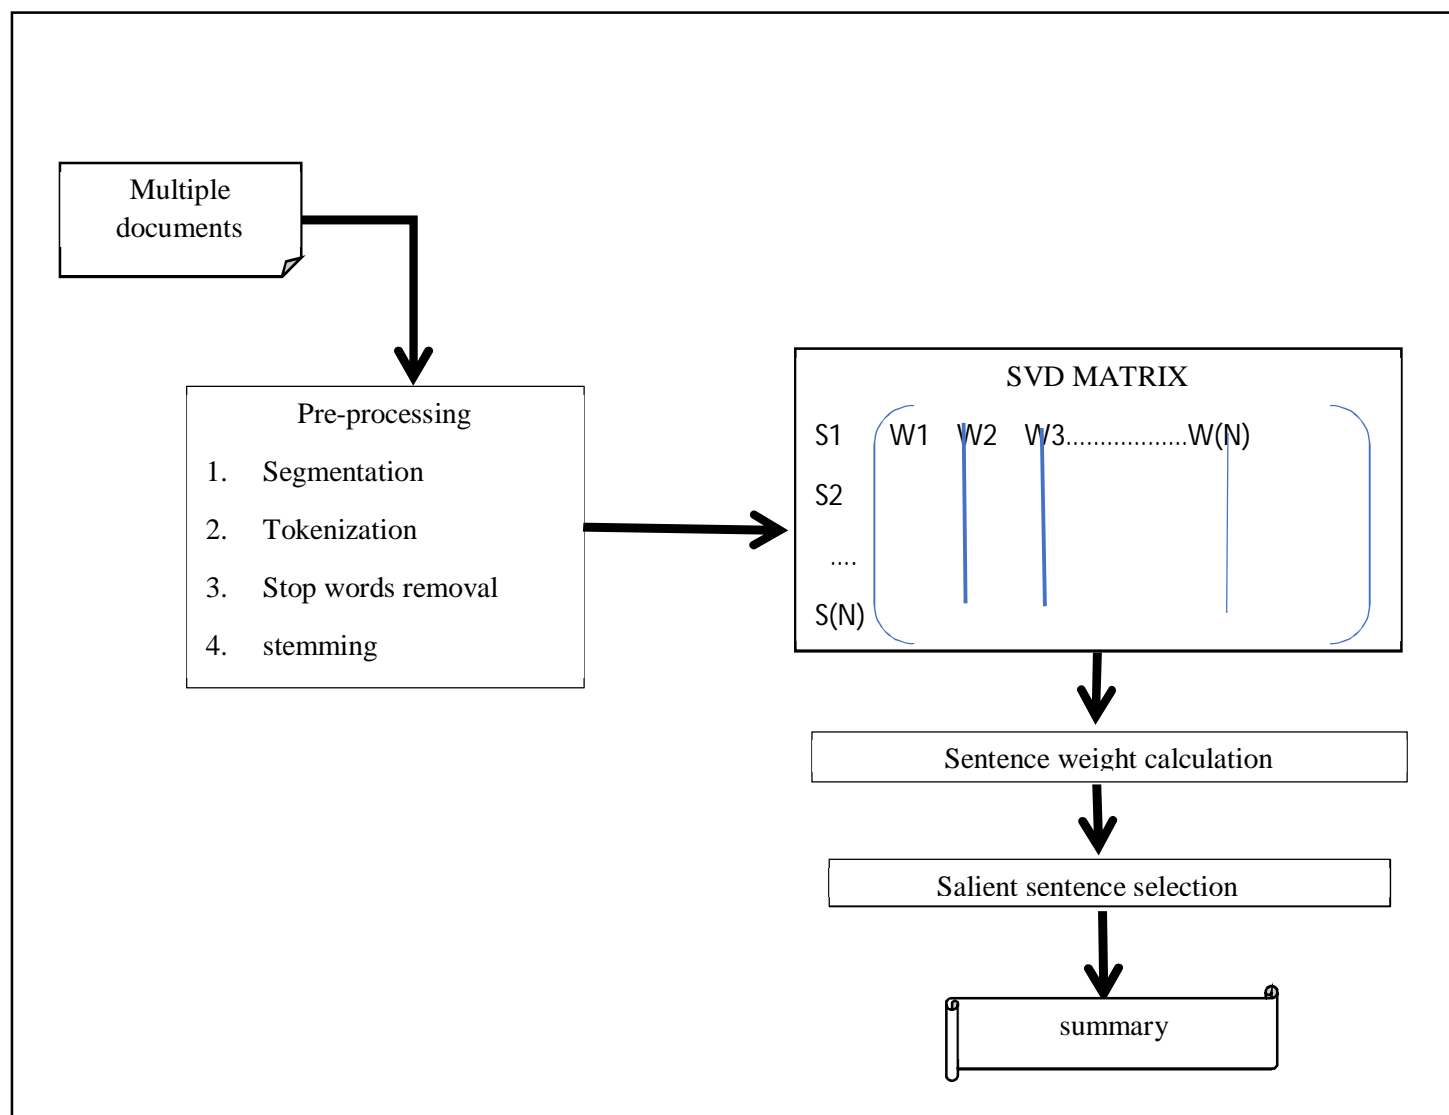 Multiple
documents
Pre-processing
1. Segmentation
2. Tokenization
3. Stop words removal
4. stemming
SVD MATRIX
S1 W1 W2 W3..................W(N)
S2
....
S(N)
Sentence weight calculation
Salient sentence selection
summary